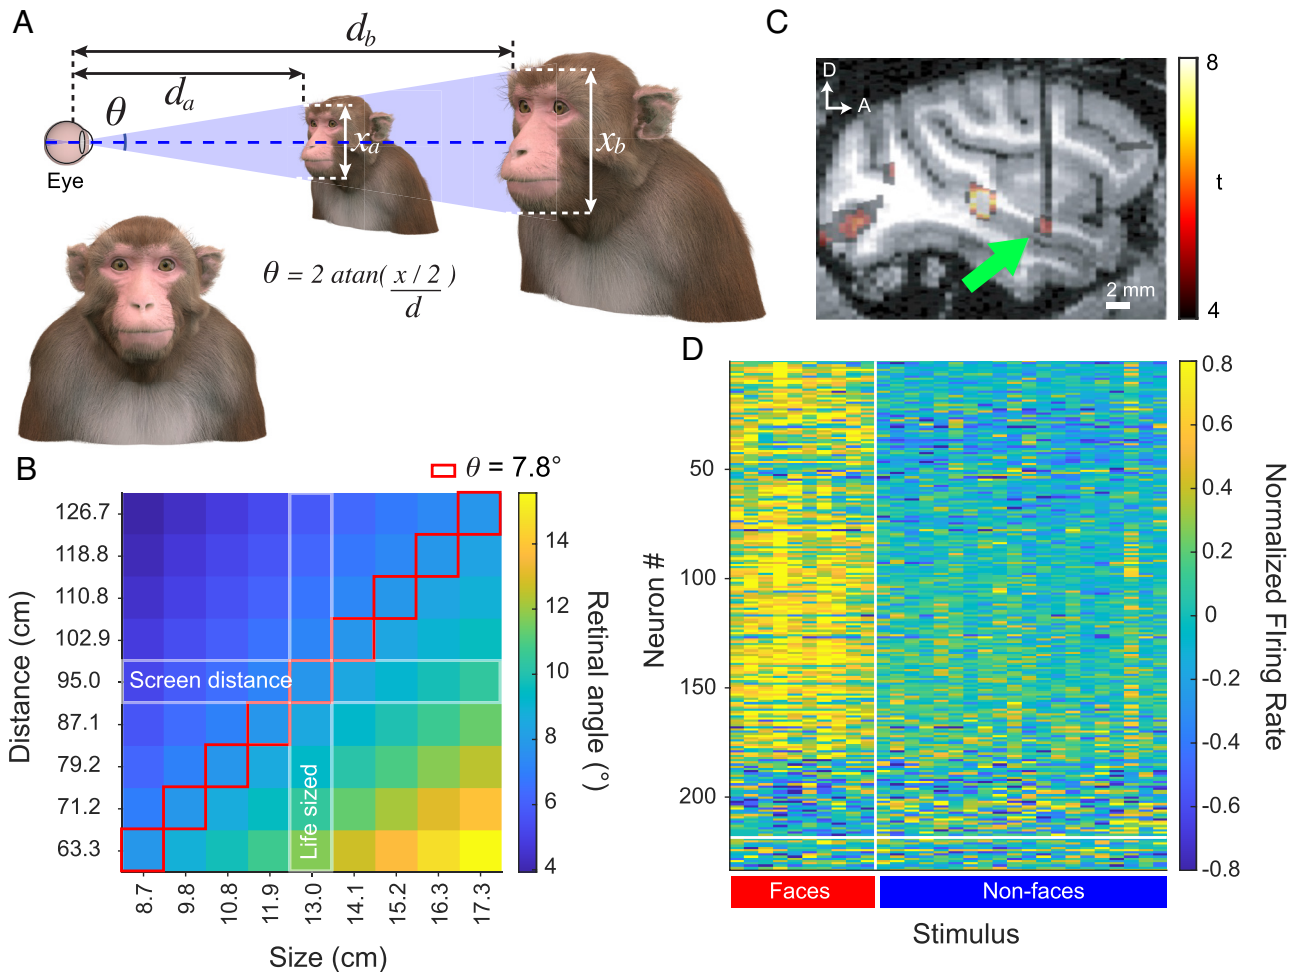 A
d_b
d_a
θ
x_a
x_b
Eye
θ = 2 atan( x / 2 / d )
C
D
A
2 mm
8
t
4
B
θ = 7.8°
126.7
118.8
110.8
102.9
95.0
87.1
79.2
71.2
63.3
Distance (cm)
Screen distance
Life sized
8.7
9.8
10.8
11.9
13.0
14.1
15.2
16.3
17.3
Size (cm)
14
12
10
8
6
4
Retinal angle (°)
D
50
100
150
200
Neuron #
Faces
Non-faces
Stimulus
0.8
0.6
0.4
0.2
0
-0.2
-0.4
-0.6
-0.8
Normalized FIring Rate